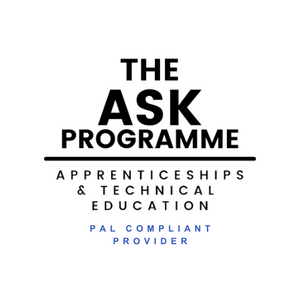 THE
ASK
PROGRAMME
APPRENTICESHIPS
& TECHNICAL
EDUCATION
PAL COMPLIANT
PROVIDER